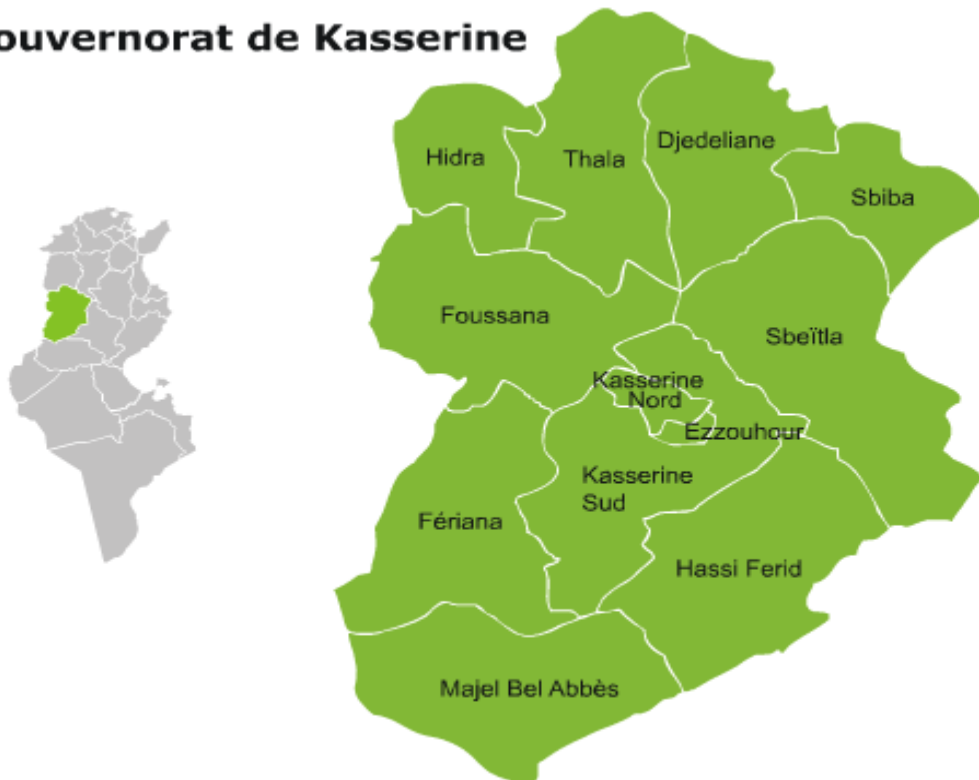 ouvernorat de Kasserine
Hidra
Thala
Djedeliane
Sbiba
Foussana
Sbeïtla
Kasserine
Nord
Ezzouhour
Kasserine
Sud
Fériana
Hassi Ferid
Majel Bel Abbès